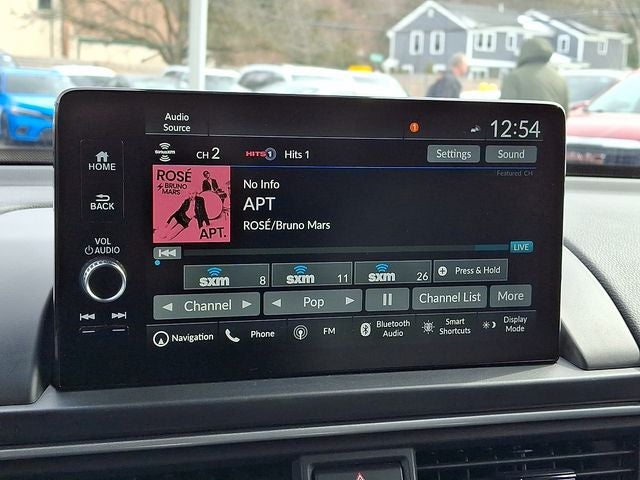 Audio
Source
1
12:54
HOME
siriusxm
CH 2
HITS 1
Hits 1
Settings
Sound
Featured CH
ROSÉ
& BRUNO
MARS
APT.
No Info
APT
ROSÉ/Bruno Mars
BACK
VOL
AUDIO
LIVE
sxm 8
sxm 11
sxm 26
Press & Hold
Channel
Pop
Channel List
More
Navigation
Phone
FM
Bluetooth
Audio
Smart
Shortcuts
Display
Mode